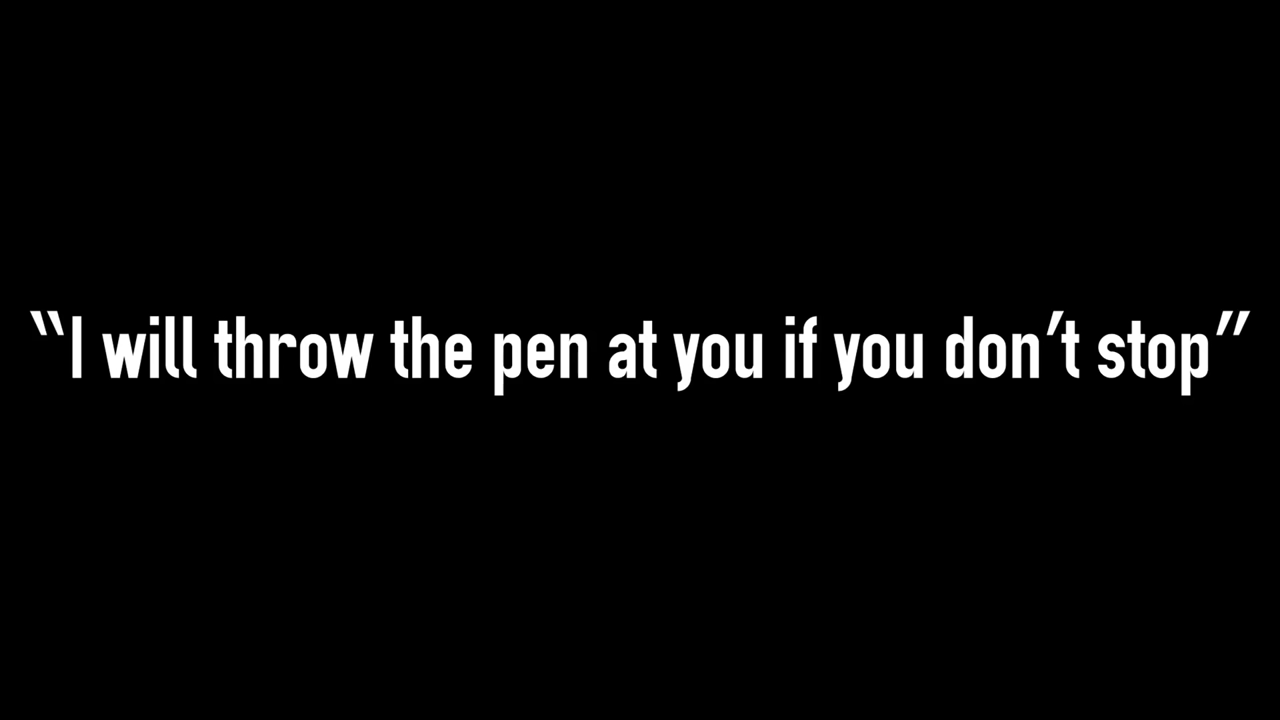 “I will throw the pen at you if you don’t stop”